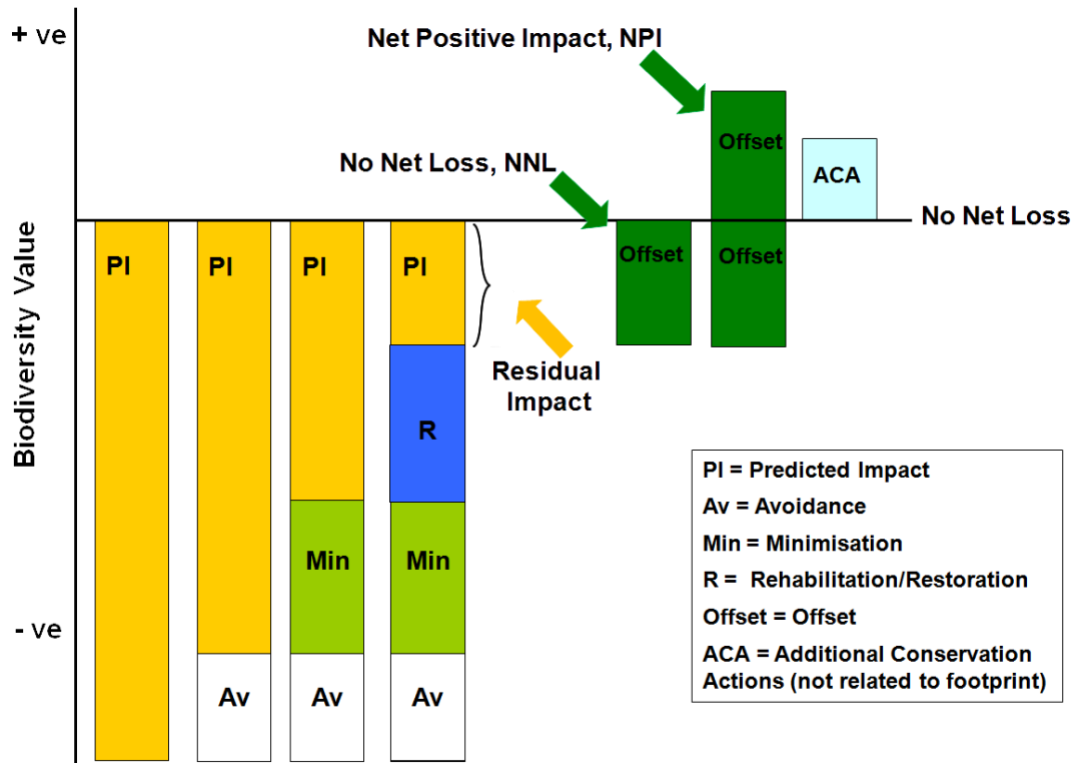 + ve
Net Positive Impact, NPI
Offset
No Net Loss, NNL
ACA
No Net Loss
Biodiversity Value
PI
PI
PI
PI
Offset
Offset
Residual
Impact
R
Min
Min
- ve
Av
Av
Av
PI = Predicted Impact
Av = Avoidance
Min = Minimisation
R = Rehabilitation/Restoration
Offset = Offset
ACA = Additional Conservation
Actions (not related to footprint)